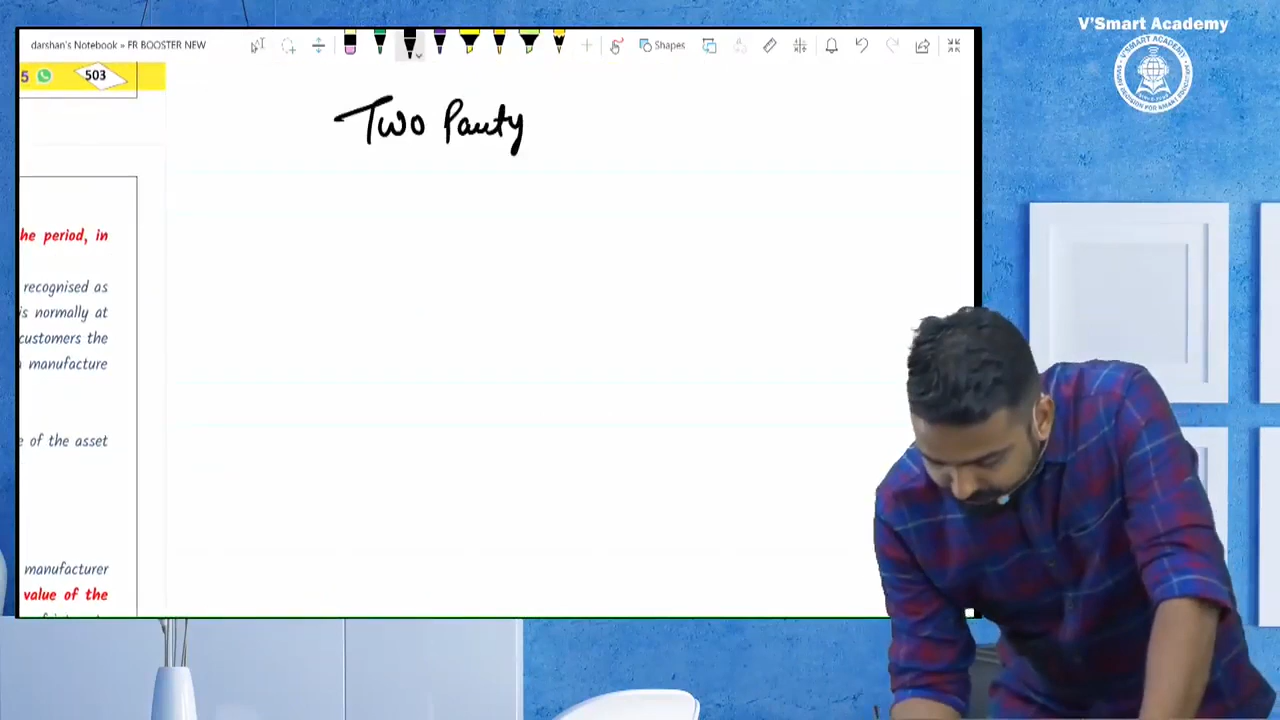 V'Smart Academy
darshan's Notebook » FR BOOSTER NEW
Shapes
5 503
Two Party
he period, in
recognised as
is normally at
customers the
manufacture
e of the asset
manufacturer
value of the